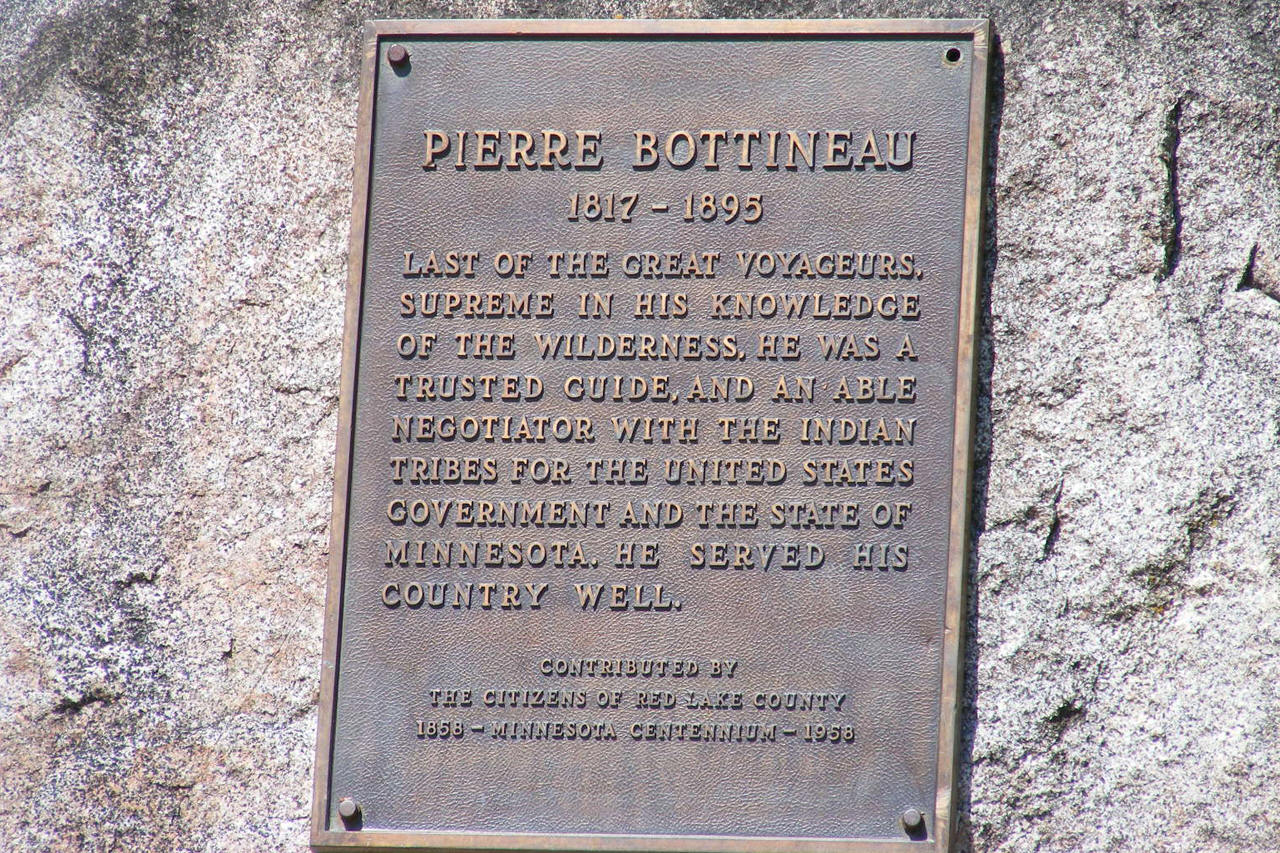 PIERRE BOTTINEAU
1817 - 1895
LAST OF THE GREAT VOYAGEURS,
SUPREME IN HIS KNOWLEDGE
OF THE WILDERNESS, HE WAS A
TRUSTED GUIDE, AND AN ABLE
NEGOTIATOR WITH THE INDIAN
TRIBES FOR THE UNITED STATES
GOVERNMENT AND THE STATE OF
MINNESOTA. HE SERVED HIS
COUNTRY WELL.
CONTRIBUTED BY
THE CITIZENS OF RED LAKE COUNTY
1858 - MINNESOTA CENTENNIUM - 1958